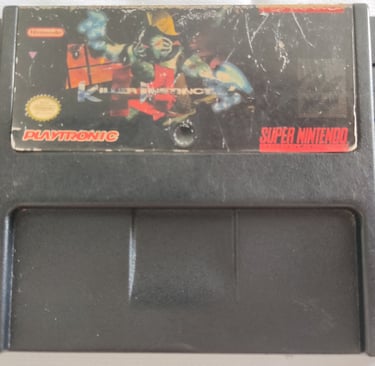 Nintendo
KILLER INSTINCT
PLAYTRONIC
SUPER NINTENDO